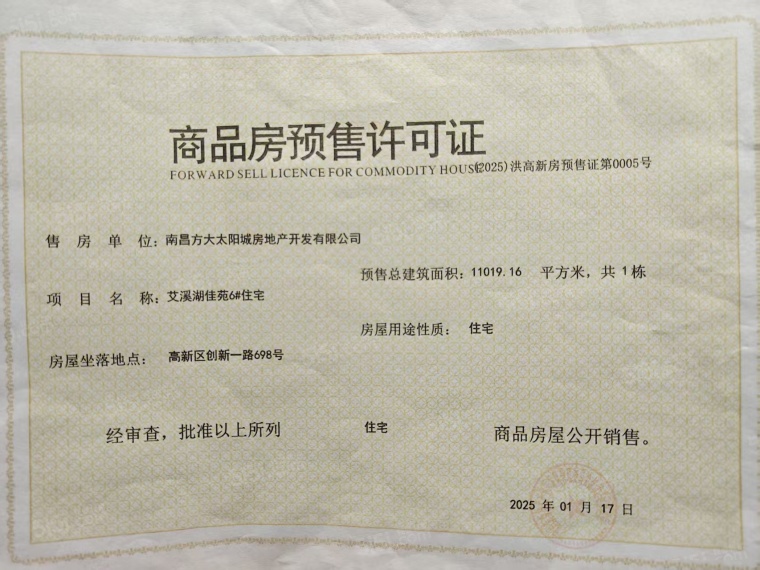 商品房预售许可证
FORWARD SELL LICENCE FOR COMMODITY HOUSE
(2025)洪高新房预售证第0005号
售房单位：南昌方大太阳城房地产开发有限公司
预售总建筑面积：11019.16 平方米，共1栋
项目名称：艾溪湖佳苑6#住宅
房屋用途性质：住宅
房屋坐落地点：高新区创新一路698号
经审查，批准以上所列 住宅 商品房屋公开销售。
2025 年 01 月 17 日